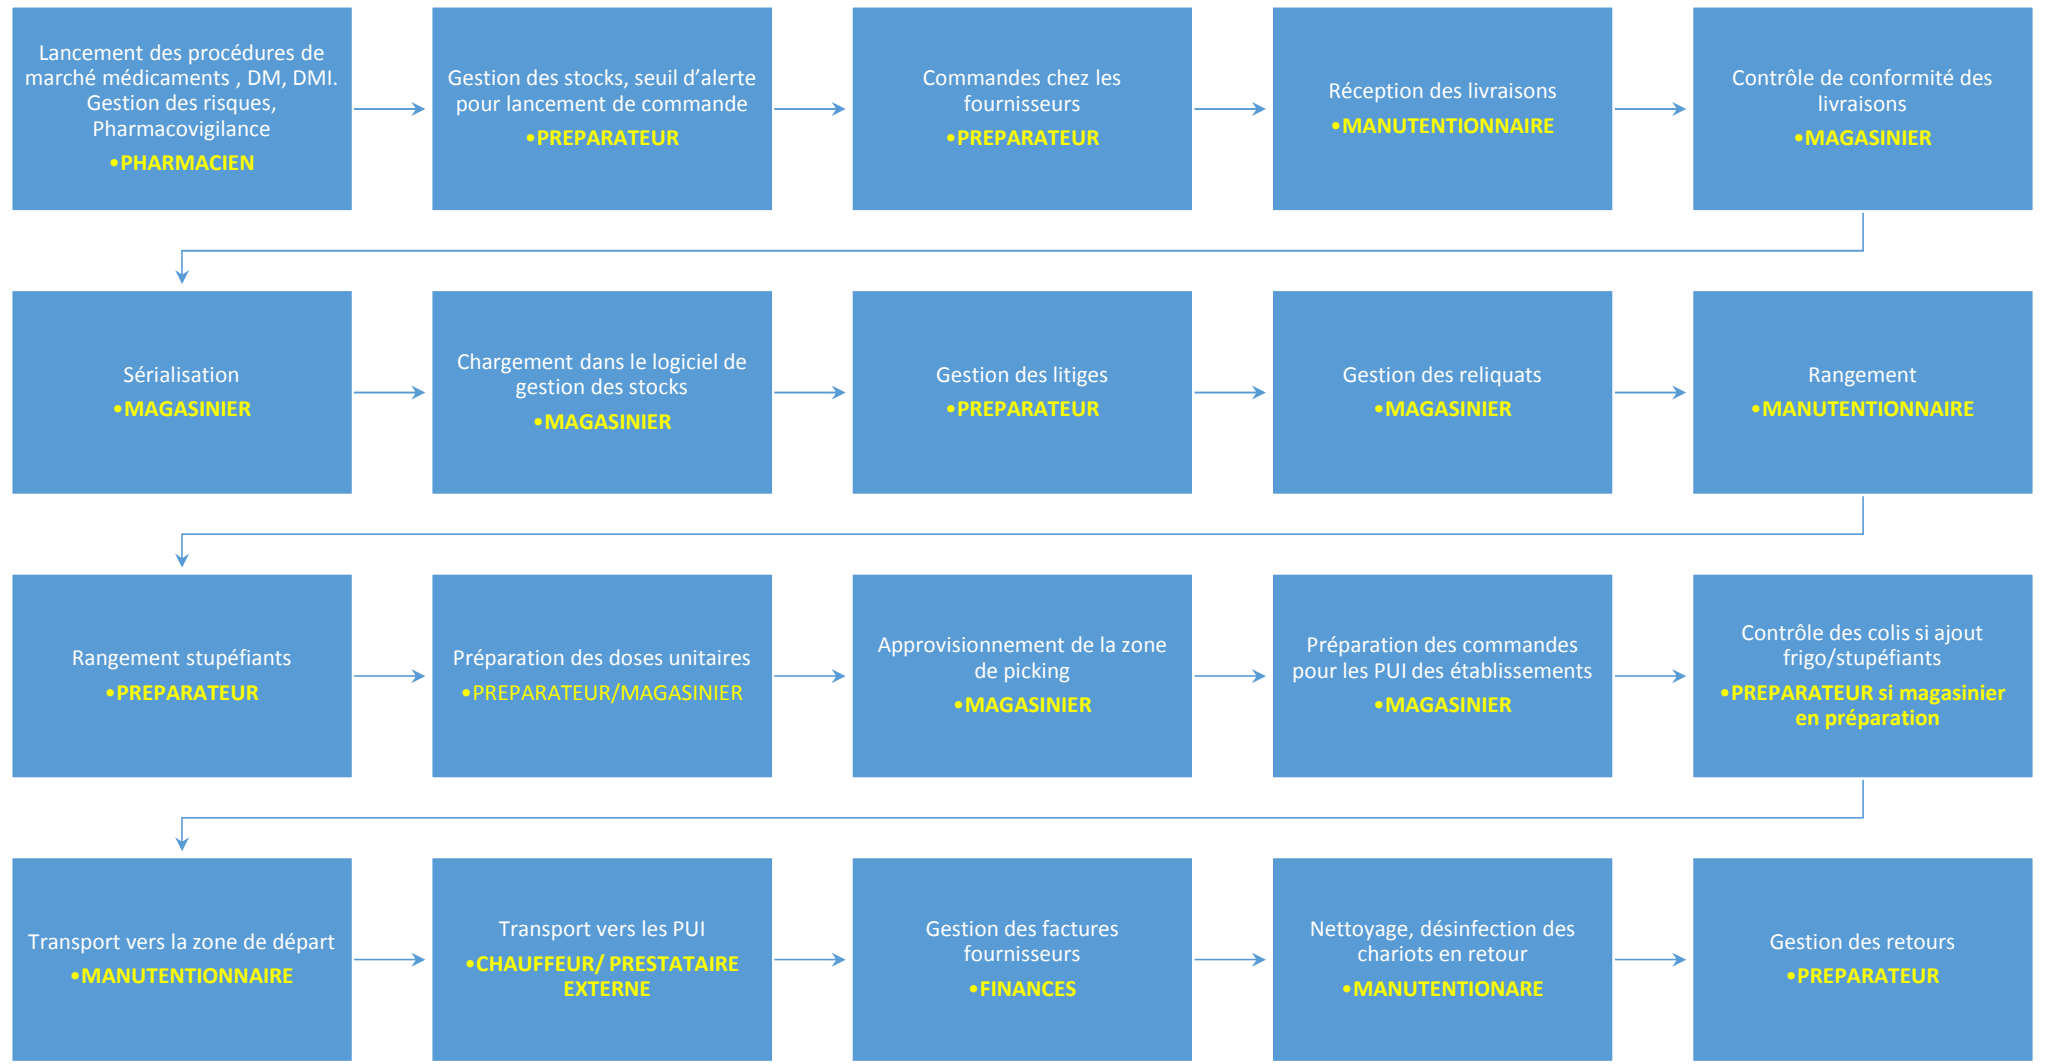 Lancement des procédures de
marché médicaments , DM, DMI.
Gestion des risques,
Pharmacovigilance
•PHARMACIEN
Gestion des stocks, seuil d'alerte
pour lancement de commande
•PREPARATEUR
Commandes chez les
fournisseurs
•PREPARATEUR
Réception des livraisons
•MANUTENTIONNAIRE
Contrôle de conformité des
livraisons
•MAGASINIER
Sérialisation
•MAGASINIER
Chargement dans le logiciel de
gestion des stocks
•MAGASINIER
Gestion des litiges
•PREPARATEUR
Gestion des reliquats
•MAGASINIER
Rangement
•MANUTENTIONNAIRE
Rangement stupéfiants
•PREPARATEUR
Préparation des doses unitaires
•PREPARATEUR/MAGASINIER
Approvisionnement de la zone
de picking
•MAGASINIER
Préparation des commandes
pour les PUI des établissements
•MAGASINIER
Contrôle des colis si ajout
frigo/stupéfiants
•PREPARATEUR si magasinier
en préparation
Transport vers la zone de départ
•MANUTENTIONNAIRE
Transport vers les PUI
•CHAUFFEUR/ PRESTATAIRE
EXTERNE
Gestion des factures
fournisseurs
•FINANCES
Nettoyage, désinfection des
chariots en retour
•MANUTENTIONARE
Gestion des retours
•PREPARATEUR